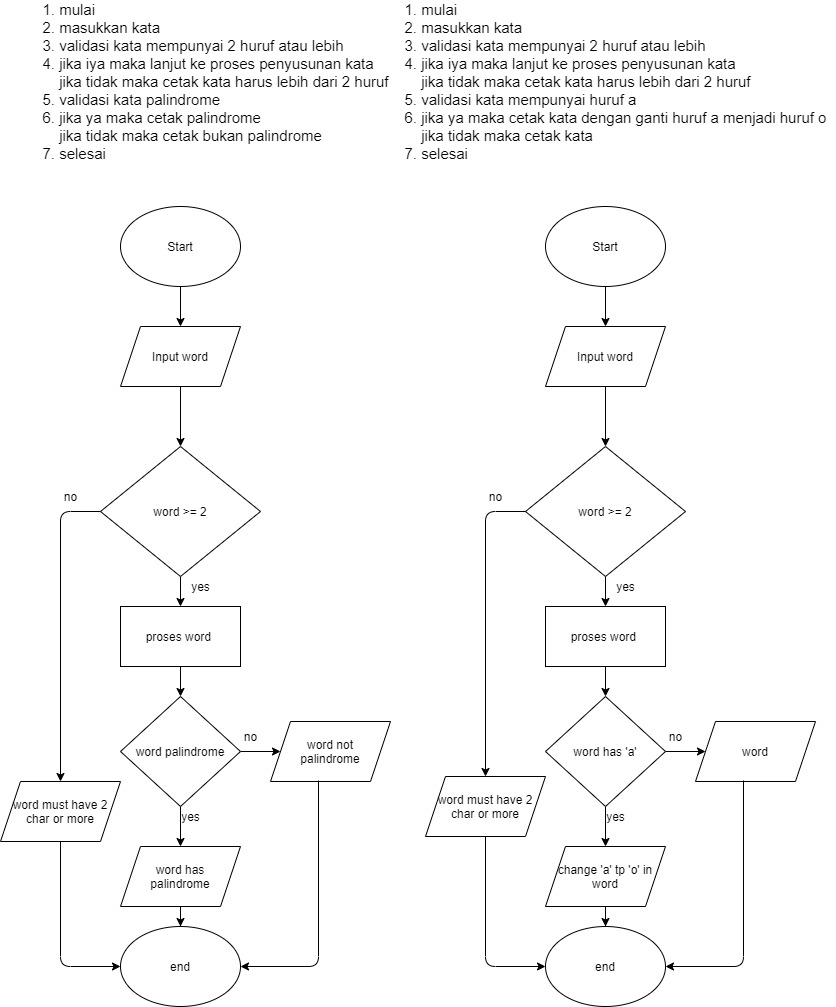 1. mulai
2. masukkan kata
3. validasi kata mempunyai 2 huruf atau lebih
4. jika iya maka lanjut ke proses penyusunan kata
jika tidak maka cetak kata harus lebih dari 2 huruf
5. validasi kata palindrome
6. jika ya maka cetak palindrome
jika tidak maka cetak bukan palindrome
7. selesai
1. mulai
2. masukkan kata
3. validasi kata mempunyai 2 huruf atau lebih
4. jika iya maka lanjut ke proses penyusunan kata
jika tidak maka cetak kata harus lebih dari 2 huruf
5. validasi kata mempunyai huruf a
6. jika ya maka cetak kata dengan ganti huruf a menjadi huruf o
jika tidak maka cetak kata
7. selesai
Start
Input word
word >= 2
no
yes
proses word
word palindrome
no
word not
palindrome
word must have 2
char or more
yes
word has
palindrome
end
Start
Input word
word >= 2
no
yes
proses word
word has 'a'
no
word
word must have 2
char or more
yes
change 'a' tp 'o' in
word
end